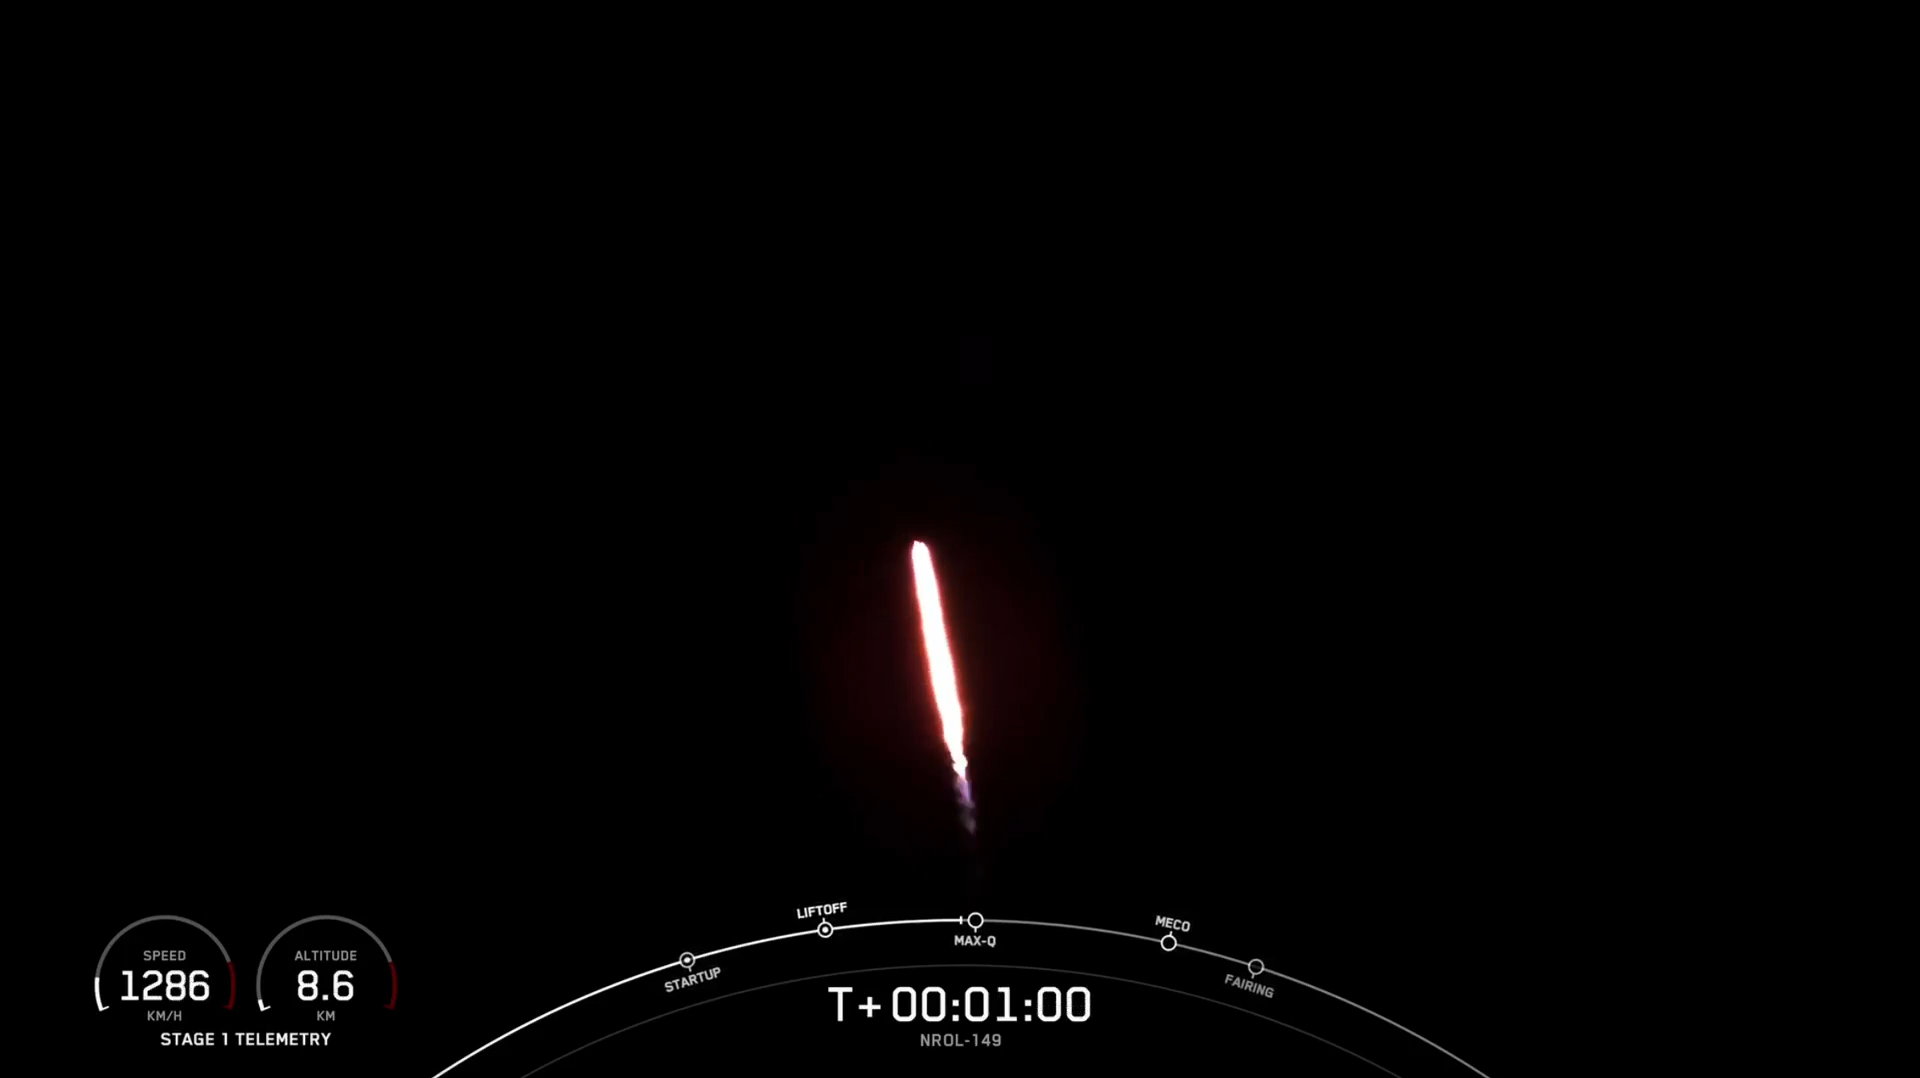 LIFTOFF
MECO
MAX-Q
STARTUP
FAIRING
SPEED
1286
KM/H
ALTITUDE
8.6
KM
STAGE 1 TELEMETRY
T+00:01:00
NROL-149